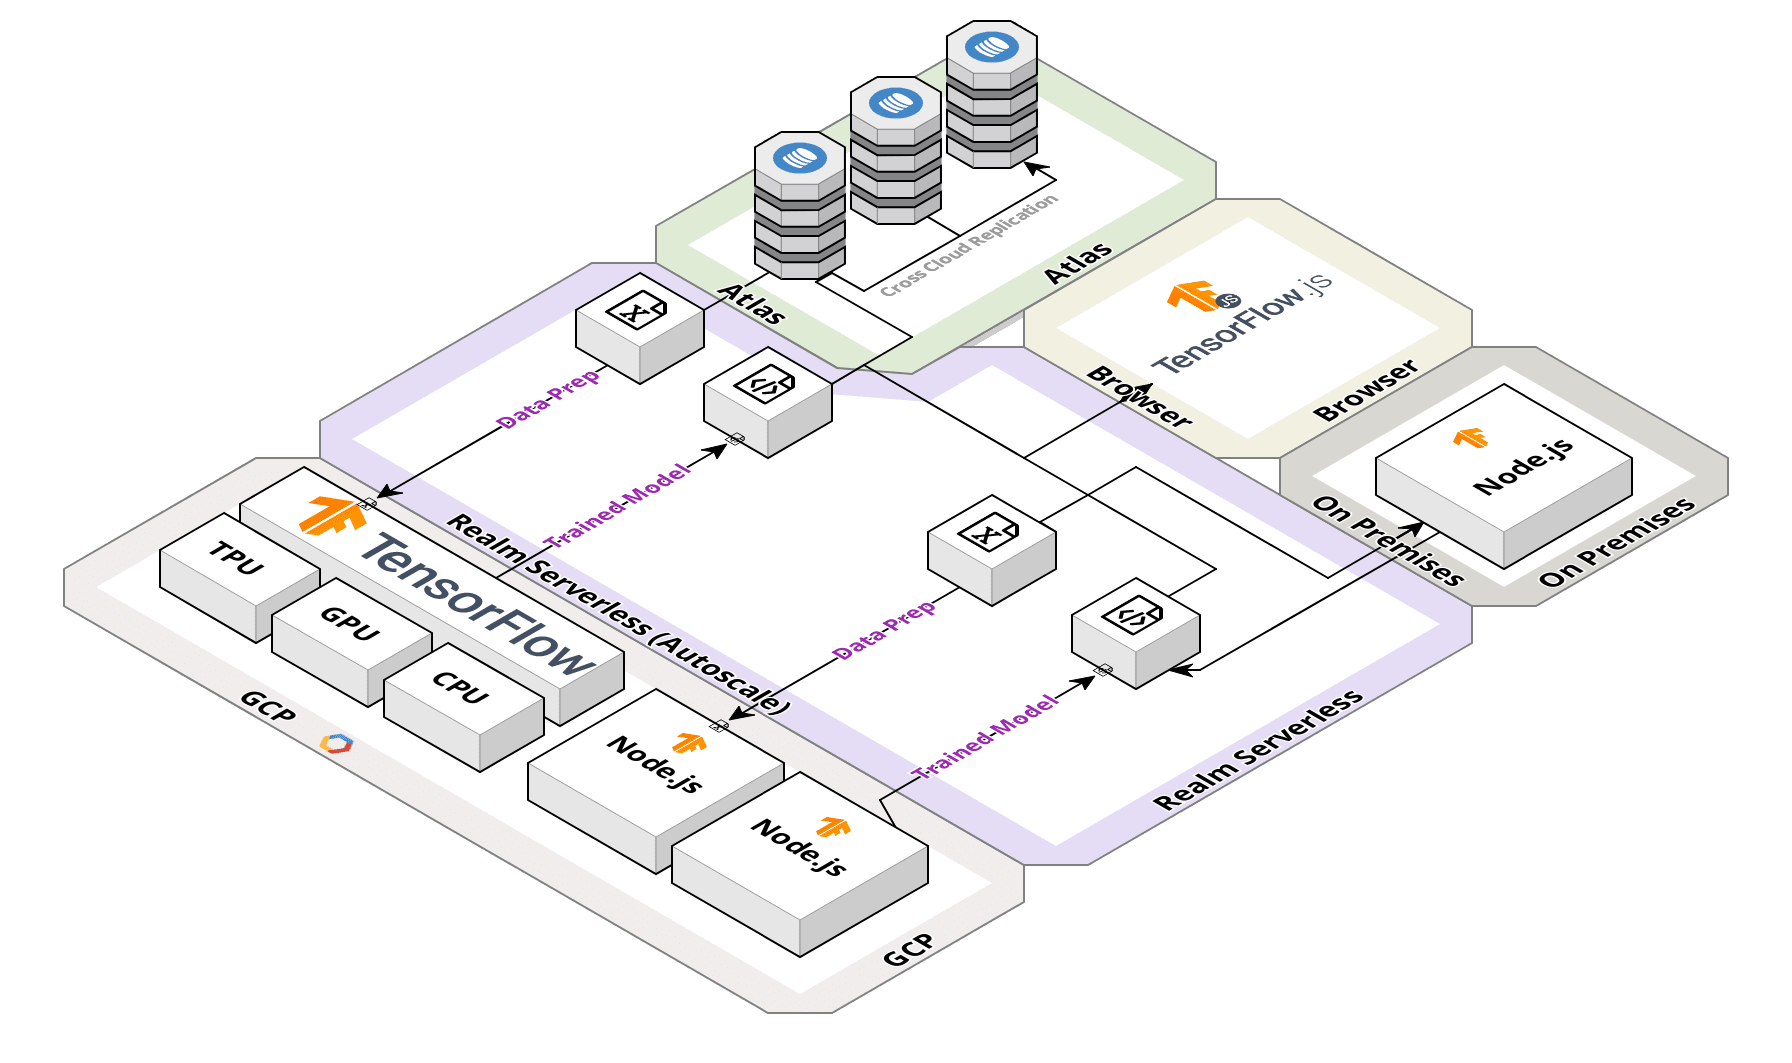 Cross Cloud Replication
Atlas
Atlas
JS
TensorFlow.js
Browser
Browser
X
</>
Data Prep
Trained Model
Node.js
On Premises
On Premises
TensorFlow
TPU
GPU
CPU
Realm Serverless (Autoscale)
X
</>
Data Prep
Trained Model
Realm Serverless
GCP
Node.js
Node.js
GCP